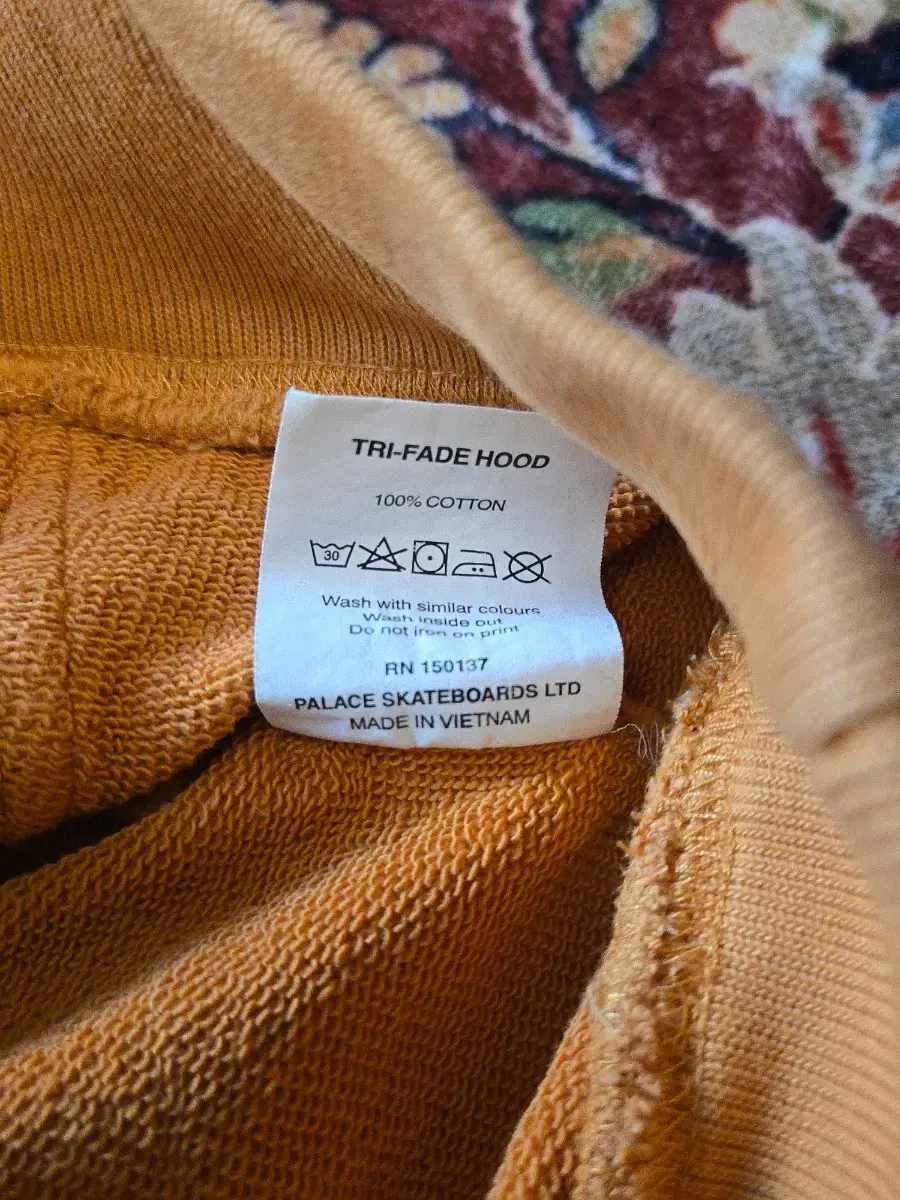 TRI-FADE HOOD
100% COTTON
30
Wash with similar colours
Wash inside out
Do not iron on print
RN 150137
PALACE SKATEBOARDS LTD
MADE IN VIETNAM